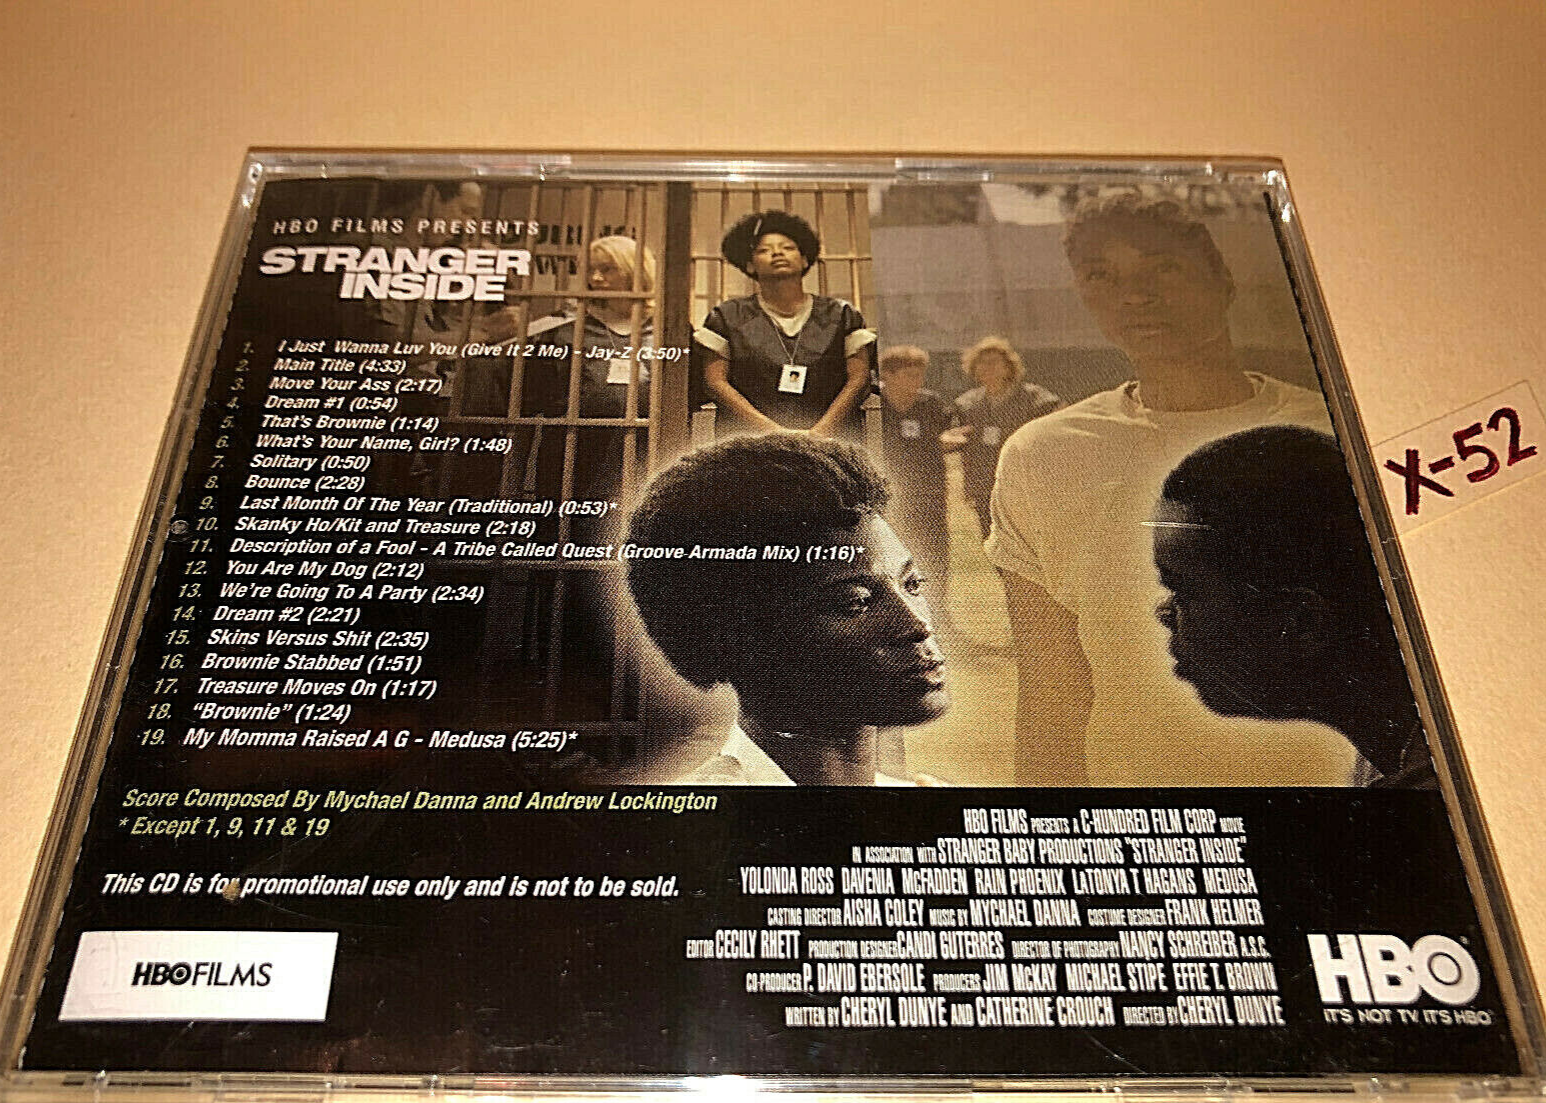 HBO FILMS PRESENTS
STRANGER
INSIDE
1. I Just Wanna Luv You (Give It 2 Me) - Jay-Z (3:50)*
2. Main Title (4:33)
3. Move Your Ass (2:17)
4. Dream #1 (0:54)
5. That's Brownie (1:14)
6. What's Your Name, Girl? (1:48)
7. Solitary (0:50)
8. Bounce (2:28)
9. Last Month Of The Year (Traditional) (0:53)*
10. Skanky Ho/Kit and Treasure (2:18)
11. Description of a Fool - A Tribe Called Quest (Groove Armada Mix) (1:16)*
12. You Are My Dog (2:12)
13. We're Going To A Party (2:34)
14. Dream #2 (2:21)
15. Skins Versus Shit (2:35)
16. Brownie Stabbed (1:51)
17. Treasure Moves On (1:17)
18. "Brownie" (1:24)
19. My Momma Raised A G - Medusa (5:25)*
Score Composed By Mychael Danna and Andrew Lockington
* Except 1, 9, 11 & 19
This CD is for promotional use only and is not to be sold.
HBO FILMS
HBO FILMS PRESENTS A C-HUNDRED FILM CORP MOVIE
IN ASSOCIATION WITH STRANGER BABY PRODUCTIONS "STRANGER INSIDE"
YOLONDA ROSS DAVENIA McFADDEN RAIN PHOENIX LATONYA T HAGANS MEDUSA
CASTING DIRECTOR AISHA COLEY MUSIC BY MYCHAEL DANNA COSTUME DESIGNER FRANK HELMER
EDITOR CECILY RHETT PRODUCTION DESIGNER CANDI GUTERRES DIRECTOR OF PHOTOGRAPHY NANCY SCHREIBER A.S.C.
CO-PRODUCER P. DAVID EBERSOLE PRODUCERS JIM McKAY MICHAEL STIPE EFFIE T. BROWN
WRITTEN BY CHERYL DUNYE AND CATHERINE CROUCH DIRECTED BY CHERYL DUNYE
HBO
IT'S NOT TV. IT'S HBO.
X-52